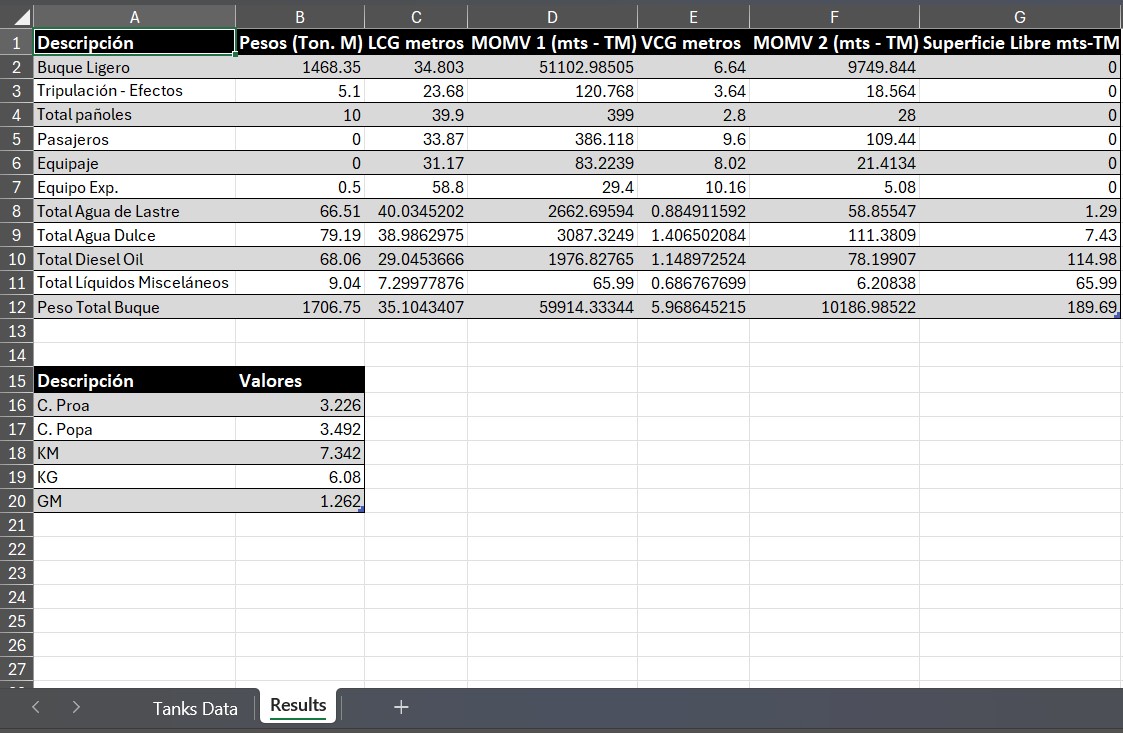 A B C D E F G
1 Descripción Pesos (Ton. M) LCG metros MOMV 1 (mts - TM) VCG metros MOMV 2 (mts - TM) Superficie Libre mts-TM
2 Buque Ligero 1468.35 34.803 51102.98505 6.64 9749.844 0
3 Tripulación - Efectos 5.1 23.68 120.768 3.64 18.564 0
4 Total pañoles 10 39.9 399 2.8 28 0
5 Pasajeros 0 33.87 386.118 9.6 109.44 0
6 Equipaje 0 31.17 83.2239 8.02 21.4134 0
7 Equipo Exp. 0.5 58.8 29.4 10.16 5.08 0
8 Total Agua de Lastre 66.51 40.0345202 2662.69594 0.884911592 58.85547 1.29
9 Total Agua Dulce 79.19 38.9862975 3087.3249 1.406502084 111.3809 7.43
10 Total Diesel Oil 68.06 29.0453666 1976.82765 1.148972524 78.19907 114.98
11 Total Líquidos Misceláneos 9.04 7.29977876 65.99 0.686767699 6.20838 65.99
12 Peso Total Buque 1706.75 35.1043407 59914.33344 5.968645215 10186.98522 189.69
13
14
15 Descripción Valores
16 C. Proa 3.226
17 C. Popa 3.492
18 KM 7.342
19 KG 6.08
20 GM 1.262
21
22
23
24
25
26
27
Tanks Data Results